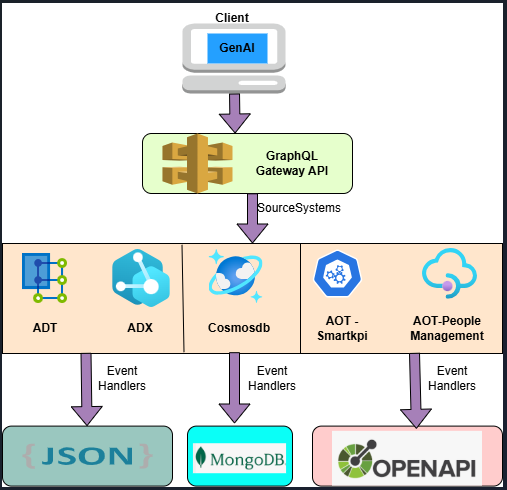 Client
GenAI
GraphQL
Gateway API
SourceSystems
ADT
ADX
Cosmosdb
AOT -
Smartkpi
AOT-People
Management
Event
Handlers
Event
Handlers
Event
Handlers
{JSON}
MongoDB
OPENAPI